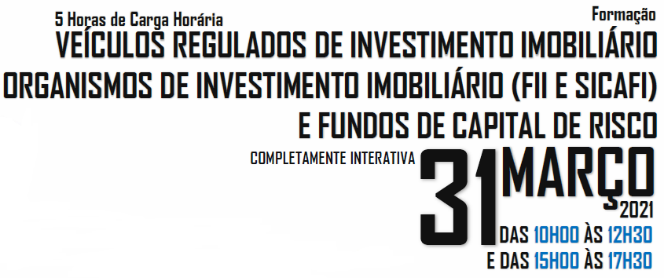 5 Horas de Carga Horária
Formação
VEÍCULOS REGULADOS DE INVESTIMENTO IMOBILIÁRIO
ORGANISMOS DE INVESTIMENTO IMOBILIÁRIO (FII E SICAFI)
E FUNDOS DE CAPITAL DE RISCO
COMPLETAMENTE INTERATIVA
31 MARÇO
2021
DAS 10H00 ÀS 12H30
E DAS 15H00 ÀS 17H30